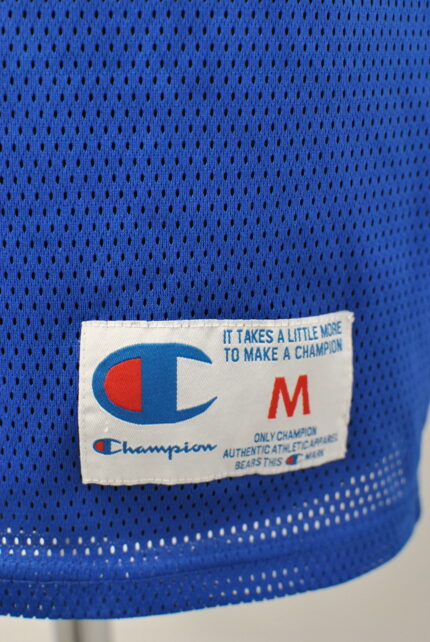 IT TAKES A LITTLE MORE
TO MAKE A CHAMPION
M
Champion
ONLY CHAMPION
AUTHENTIC ATHLETIC APPAREL
BEARS THIS C MARK